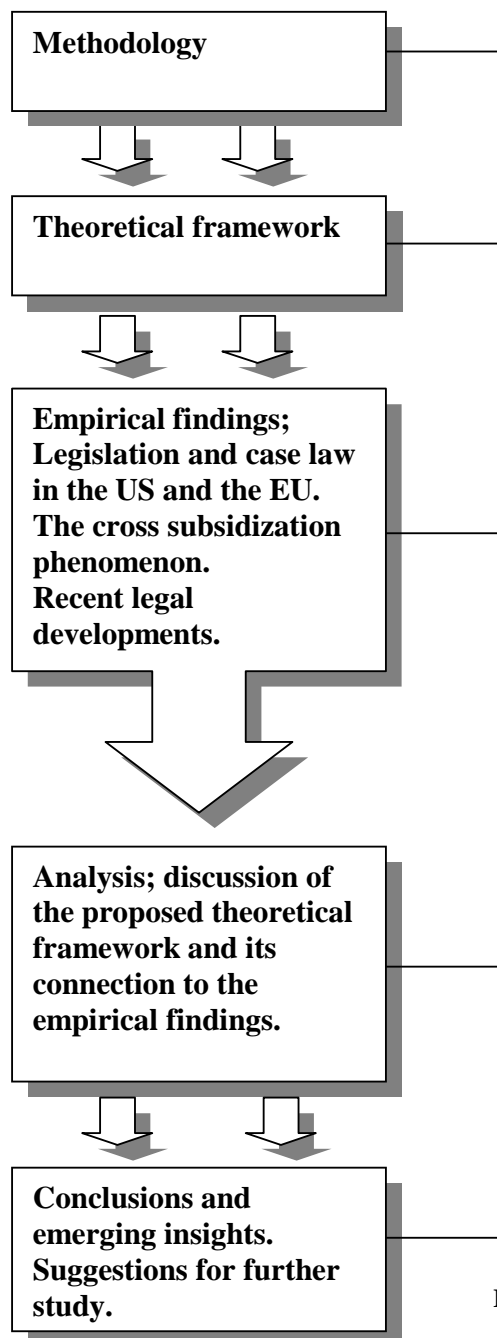 Methodology
Theoretical framework
Empirical findings;
Legislation and case law
in the US and the EU.
The cross subsidization
phenomenon.
Recent legal
developments.
Analysis; discussion of
the proposed theoretical
framework and its
connection to the
empirical findings.
Conclusions and
emerging insights.
Suggestions for further
study.